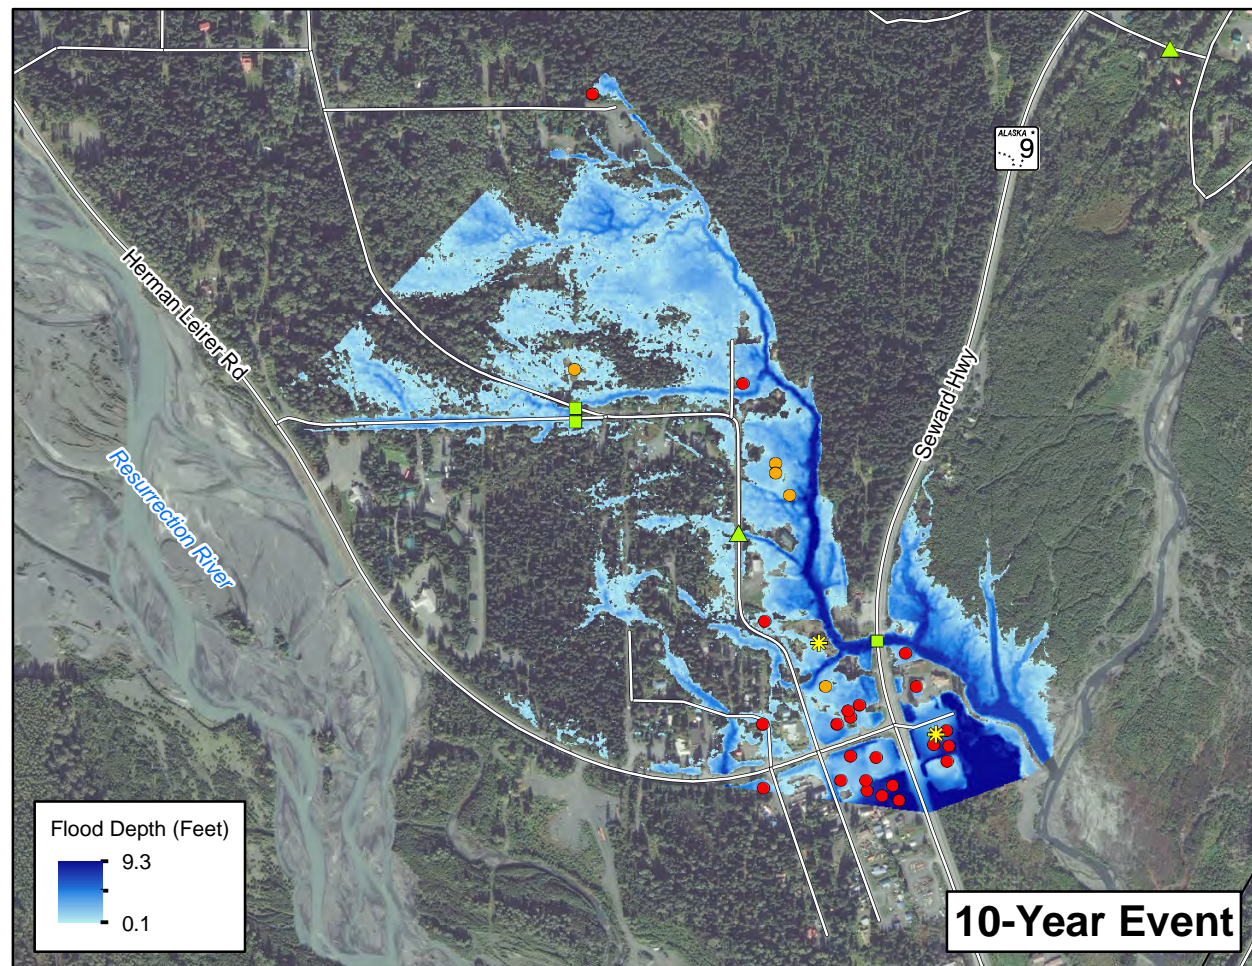 ALASKA
9
Herman Leirer Rd
Seward Hwy
Resurrection River
Flood Depth (Feet)
9.3
0.1
10-Year Event